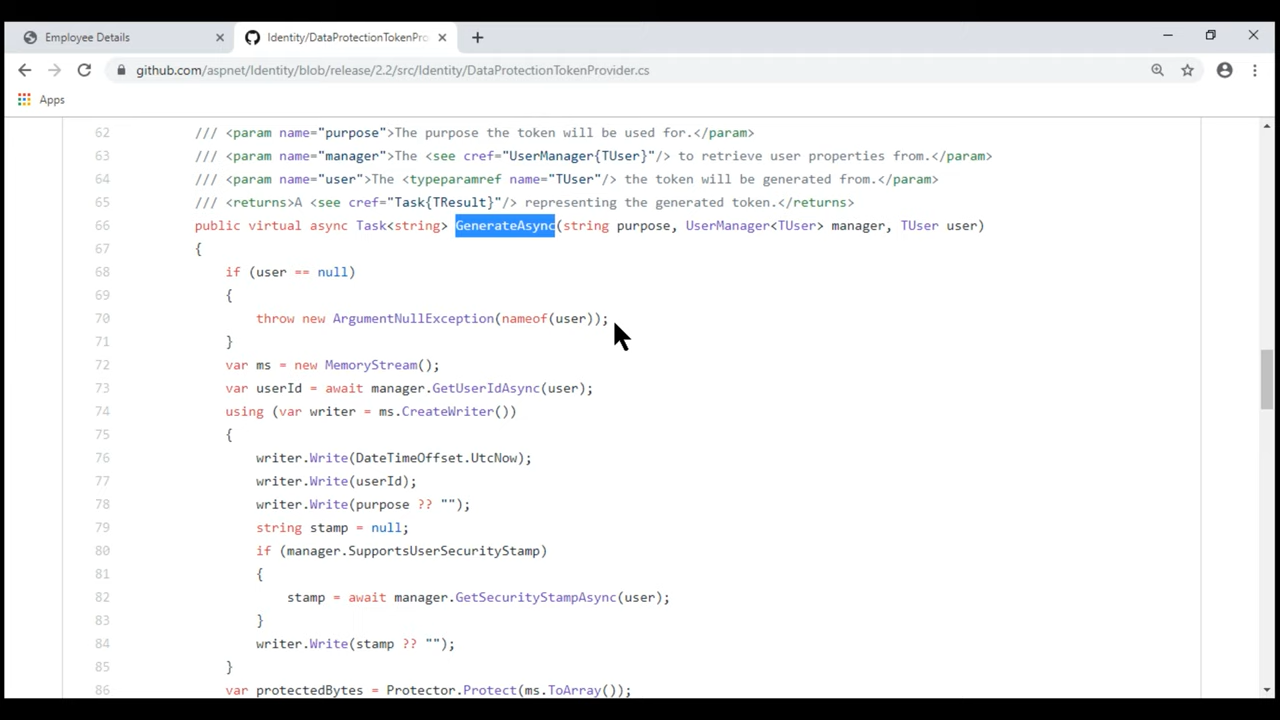 Employee Details
Identity/DataProtectionTokenPro
github.com/aspnet/Identity/blob/release/2.2/src/Identity/DataProtectionTokenProvider.cs
Apps
62 /// <param name="purpose">The purpose the token will be used for.</param>
63 /// <param name="manager">The <see cref="UserManager{TUser}"/> to retrieve user properties from.</param>
64 /// <param name="user">The <typeparamref name="TUser"/> the token will be generated from.</param>
65 /// <returns>A <see cref="Task{TResult}"/> representing the generated token.</returns>
66 public virtual async Task<string> GenerateAsync(string purpose, UserManager<TUser> manager, TUser user)
67 {
68 if (user == null)
69 {
70 throw new ArgumentNullException(nameof(user));
71 }
72 var ms = new MemoryStream();
73 var userId = await manager.GetUserIdAsync(user);
74 using (var writer = ms.CreateWriter())
75 {
76 writer.Write(DateTimeOffset.UtcNow);
77 writer.Write(userId);
78 writer.Write(purpose ?? "");
79 string stamp = null;
80 if (manager.SupportsUserSecurityStamp)
81 {
82 stamp = await manager.GetSecurityStampAsync(user);
83 }
84 writer.Write(stamp ?? "");
85 }
86 var protectedBytes = Protector.Protect(ms.ToArray());